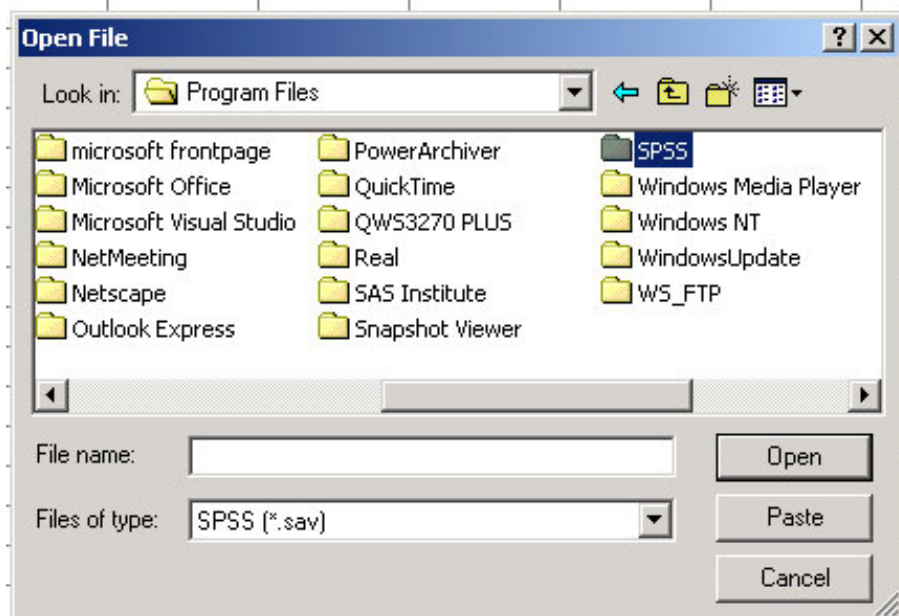 Open File
Look in: Program Files
microsoft frontpage
Microsoft Office
Microsoft Visual Studio
NetMeeting
Netscape
Outlook Express
PowerArchiver
QuickTime
QWS3270 PLUS
Real
SAS Institute
Snapshot Viewer
SPSS
Windows Media Player
Windows NT
WindowsUpdate
WS_FTP
File name:
Open
Files of type: SPSS (*.sav)
Paste
Cancel